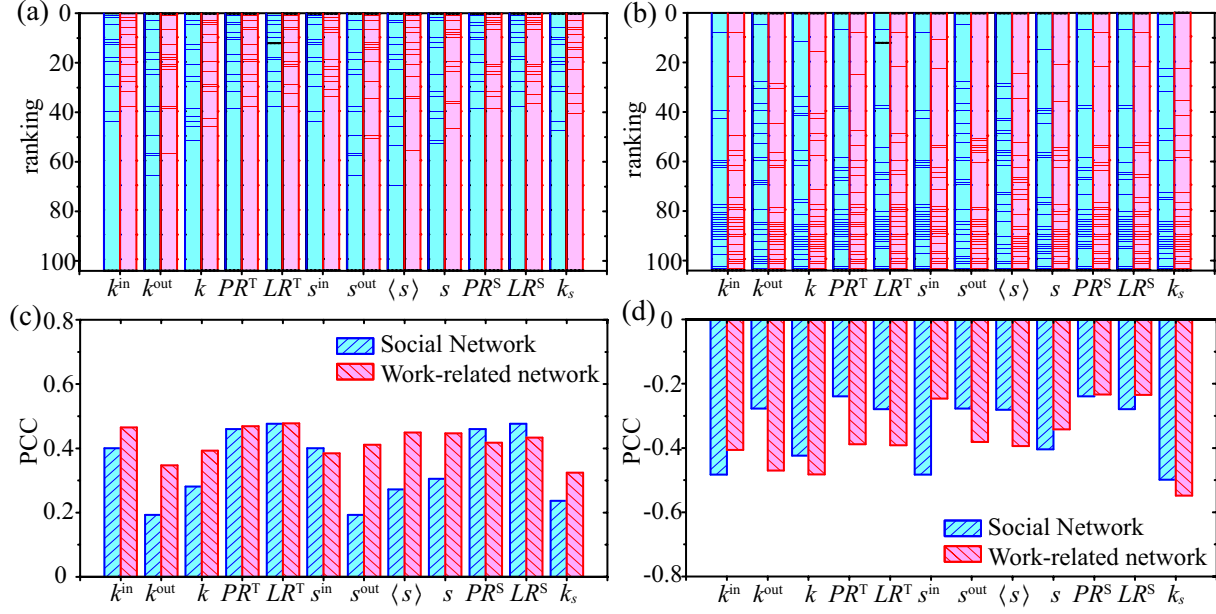 (a)
ranking
0
20
40
60
80
100
k^in k^out k PR^T LR^T s^in s^out ⟨s⟩ s PR^S LR^S k_s
(b)
ranking
0
20
40
60
80
100
k^in k^out k PR^T LR^T s^in s^out ⟨s⟩ s PR^S LR^S k_s
(c)
PCC
0.8
0.6
0.4
0.2
0
Social Network
Work-related network
k^in k^out k PR^T LR^T s^in s^out ⟨s⟩ s PR^S LR^S k_s
(d)
PCC
0
-0.2
-0.4
-0.6
-0.8
Social Network
Work-related network
k^in k^out k PR^T LR^T s^in s^out ⟨s⟩ s PR^S LR^S k_s